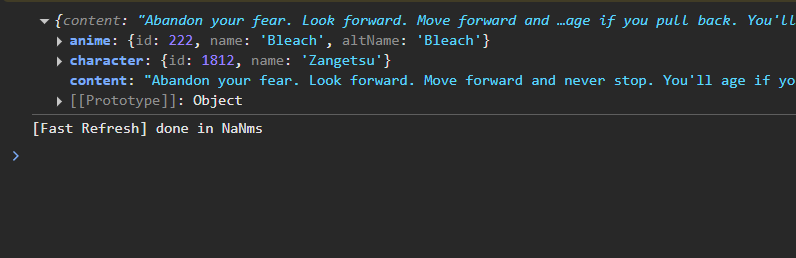 {content: "Abandon your fear. Look forward. Move forward and …age if you pull back. You'll
anime: {id: 222, name: 'Bleach', altName: 'Bleach'}
character: {id: 1812, name: 'Zangetsu'}
content: "Abandon your fear. Look forward. Move forward and never stop. You'll age if yo
[[Prototype]]: Object
[Fast Refresh] done in NaNms